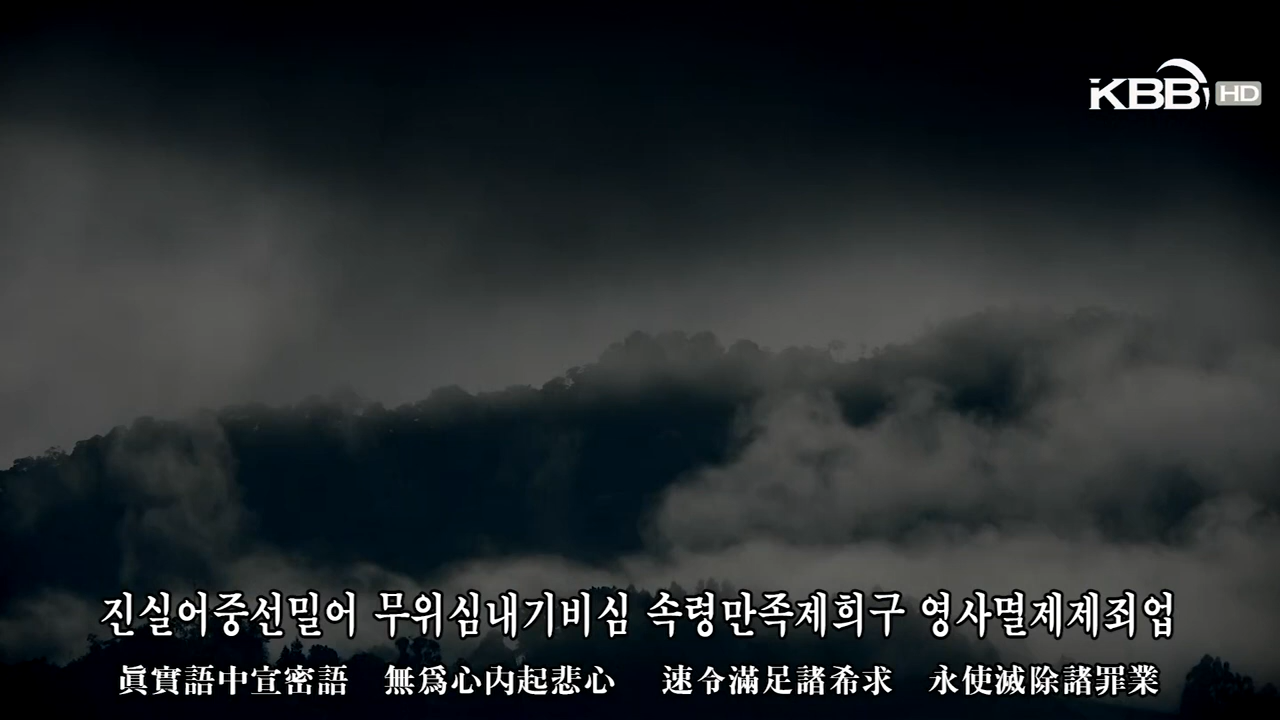 KBB HD
진실어중선밀어 무위심내기비심 속령만족제희구 영사멸제제죄업
眞實語中宣密語 無爲心内起悲心 速令滿足諸希求 永使滅除諸罪業